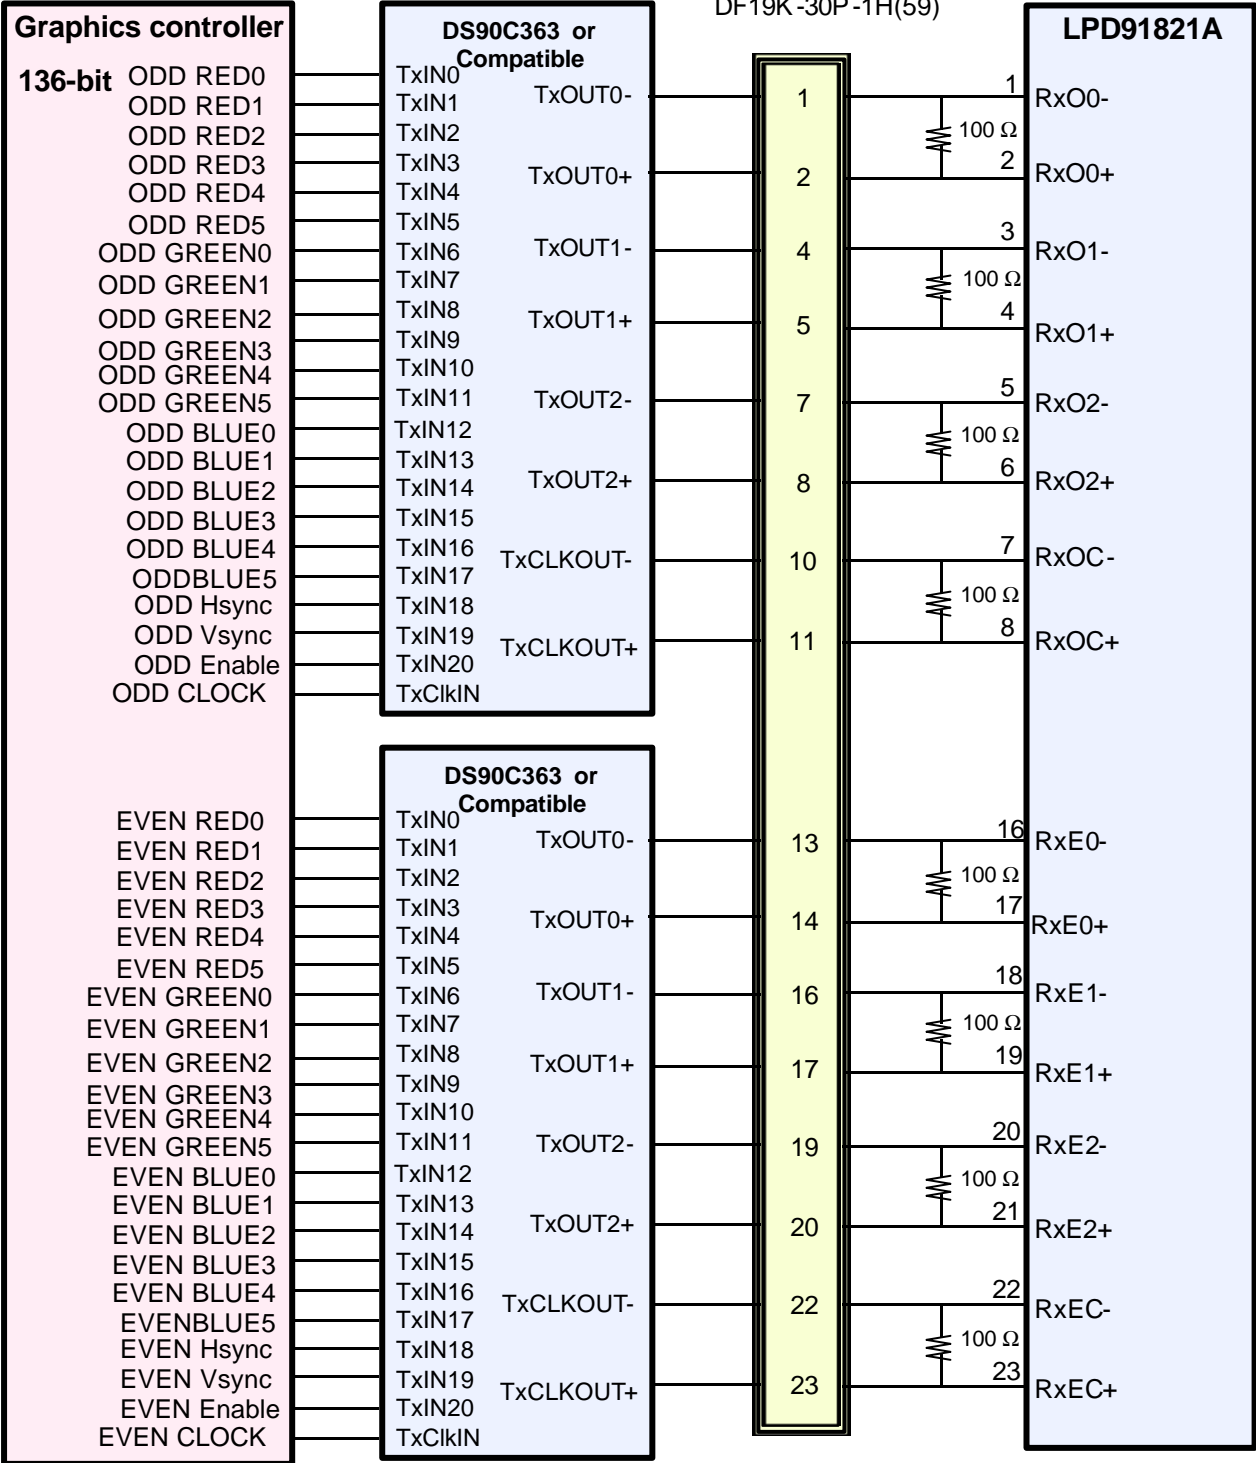 DF19K-30P-1H(59)
Graphics controller
136-bit
ODD RED0
ODD RED1
ODD RED2
ODD RED3
ODD RED4
ODD RED5
ODD GREEN0
ODD GREEN1
ODD GREEN2
ODD GREEN3
ODD GREEN4
ODD GREEN5
ODD BLUE0
ODD BLUE1
ODD BLUE2
ODD BLUE3
ODD BLUE4
ODDBLUE5
ODD Hsync
ODD Vsync
ODD Enable
ODD CLOCK
EVEN RED0
EVEN RED1
EVEN RED2
EVEN RED3
EVEN RED4
EVEN RED5
EVEN GREEN0
EVEN GREEN1
EVEN GREEN2
EVEN GREEN3
EVEN GREEN4
EVEN GREEN5
EVEN BLUE0
EVEN BLUE1
EVEN BLUE2
EVEN BLUE3
EVEN BLUE4
EVENBLUE5
EVEN Hsync
EVEN Vsync
EVEN Enable
EVEN CLOCK
DS90C363 or
Compatible
TxIN0
TxIN1
TxIN2
TxIN3
TxIN4
TxIN5
TxIN6
TxIN7
TxIN8
TxIN9
TxIN10
TxIN11
TxIN12
TxIN13
TxIN14
TxIN15
TxIN16
TxIN17
TxIN18
TxIN19
TxIN20
TxClkIN
TxOUT0-
TxOUT0+
TxOUT1-
TxOUT1+
TxOUT2-
TxOUT2+
TxCLKOUT-
TxCLKOUT+
DS90C363 or
Compatible
TxIN0
TxIN1
TxIN2
TxIN3
TxIN4
TxIN5
TxIN6
TxIN7
TxIN8
TxIN9
TxIN10
TxIN11
TxIN12
TxIN13
TxIN14
TxIN15
TxIN16
TxIN17
TxIN18
TxIN19
TxIN20
TxClkIN
TxOUT0-
TxOUT0+
TxOUT1-
TxOUT1+
TxOUT2-
TxOUT2+
TxCLKOUT-
TxCLKOUT+
1
2
4
5
7
8
10
11
13
14
16
17
19
20
22
23
1
100 Ω
2
3
100 Ω
4
5
100 Ω
6
7
100 Ω
8
16
100 Ω
17
18
100 Ω
19
20
100 Ω
21
22
100 Ω
23
LPD91821A
RxO0-
RxO0+
RxO1-
RxO1+
RxO2-
RxO2+
RxOC-
RxOC+
RxE0-
RxE0+
RxE1-
RxE1+
RxE2-
RxE2+
RxEC-
RxEC+